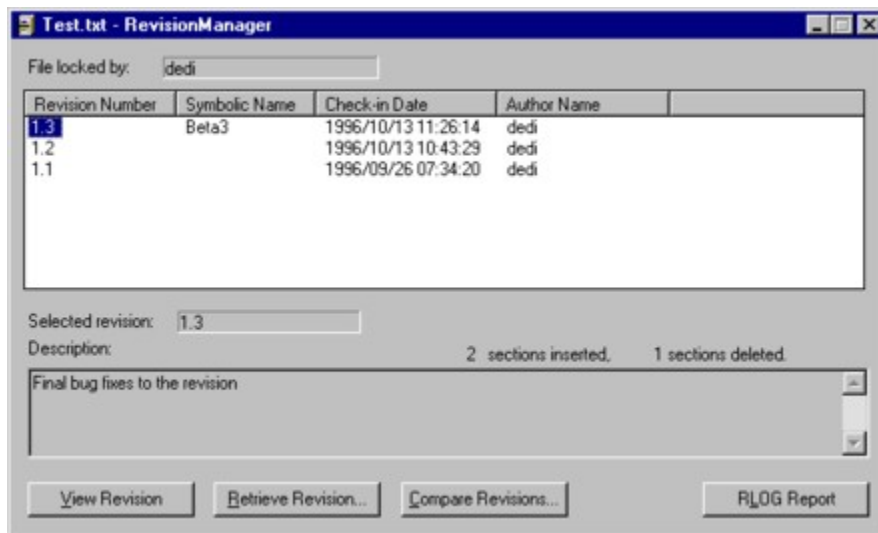 Test.txt - RevisionManager
File locked by: dedi
Revision Number Symbolic Name Check-in Date Author Name
1.3 Beta3 1996/10/13 11:26:14 dedi
1.2 1996/10/13 10:43:29 dedi
1.1 1996/09/26 07:34:20 dedi
Selected revision: 1.3
Description: 2 sections inserted, 1 sections deleted.
Final bug fixes to the revision
View Revision Retrieve Revision... Compare Revisions... RLOG Report